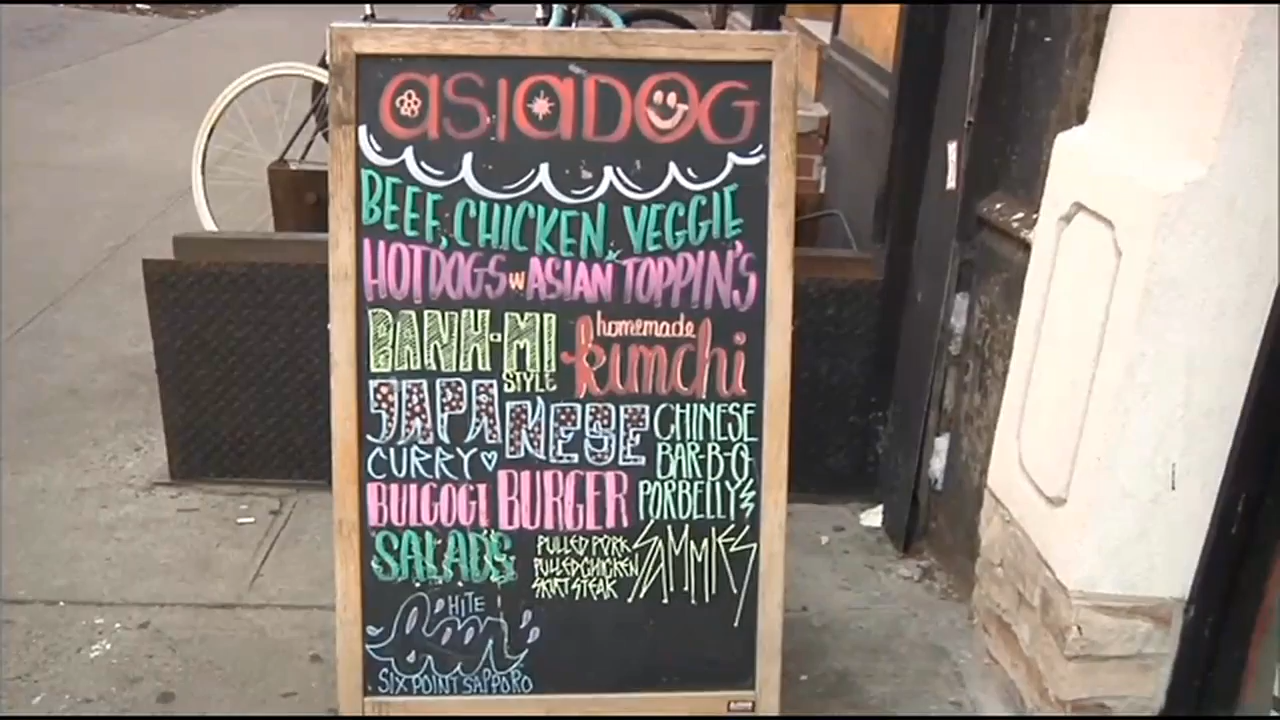 asiaDOG
BEEF, CHICKEN, VEGGIE
HOTDOGS w ASIAN TOPPIN'S
BANH-MI STYLE
homemade kimchi
JAPANESE CURRY
CHINESE BAR-B-Q PORBELLY
BULGOGI BURGER
SALADS
PULLED PORK
PULLED CHICKEN
SKIRT STEAK
SAMMIES
HITE
Beer
SIX POINT SAPPORO